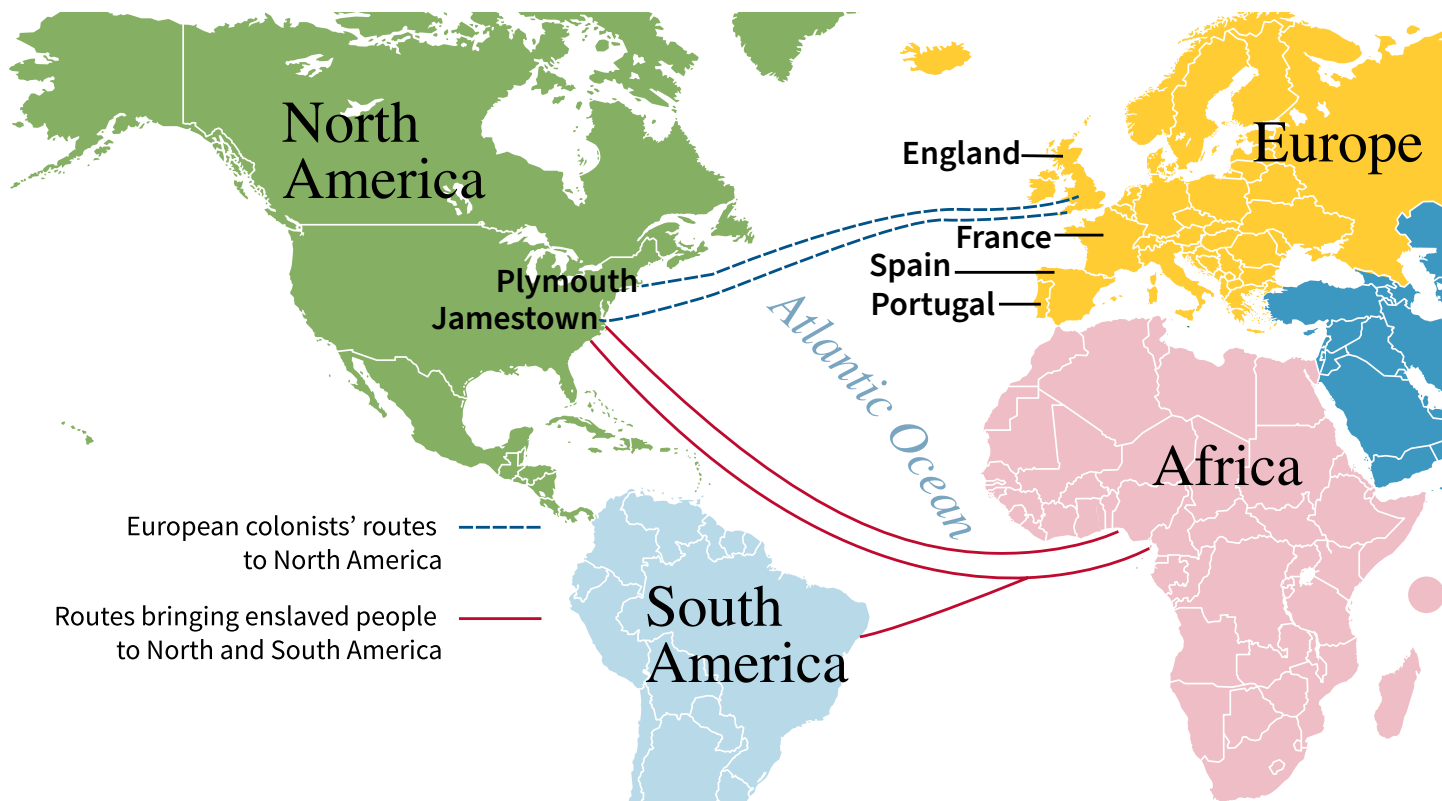 North
America
Europe
England
France
Spain
Portugal
Plymouth
Jamestown
Atlantic Ocean
Africa
European colonists’ routes
to North America
Routes bringing enslaved people
to North and South America
South
America